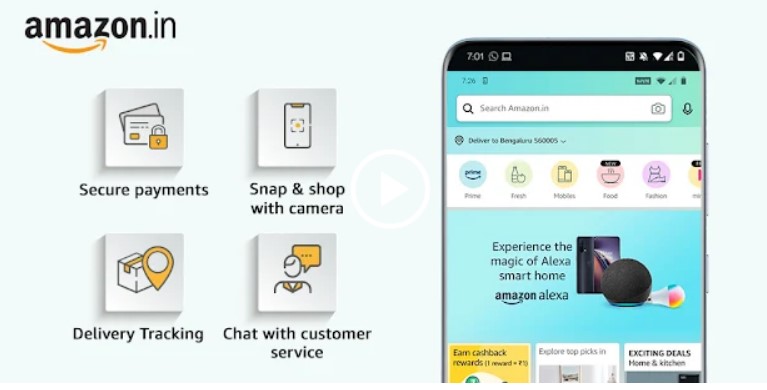 amazon.in
Secure payments
Snap & shop
with camera
Delivery Tracking
Chat with customer
service
7:01
7:26
Search Amazon.in
Deliver to Bengaluru 560005
prime
NEW
Prime
Fresh
Mobiles
Food
Fashion
Experience the
magic of Alexa
smart home
amazon alexa
Earn cashback
rewards (1 reward = ₹1)
Explore top picks in
EXCITING DEALS
Home & kitchen